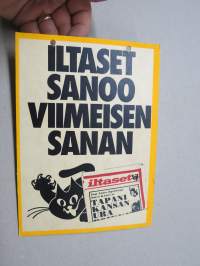 iLTASET
SANOO
VIIMEISEN
SANAN
iltaset
TAPANI
KANSAN
URA